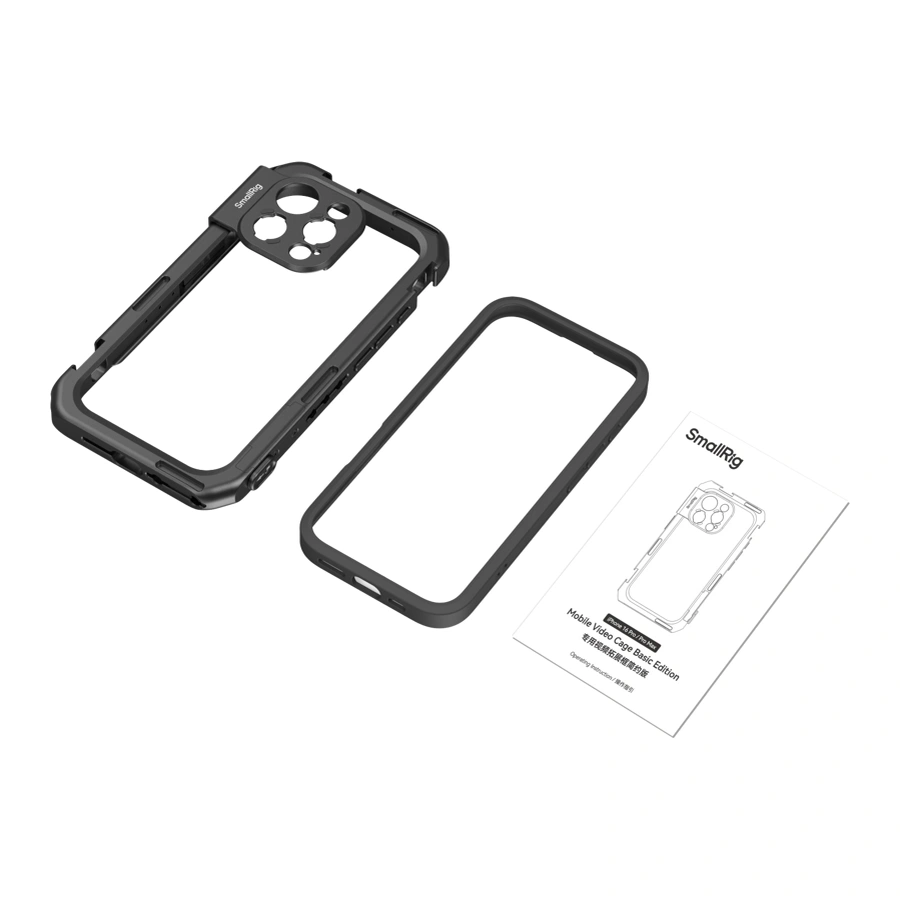 SmallRig
SmallRig
iPhone 16 Pro / Pro Max
Mobile Video Cage Basic Edition
专用视频拓展框简约版
Operating Instruction / 操作指引